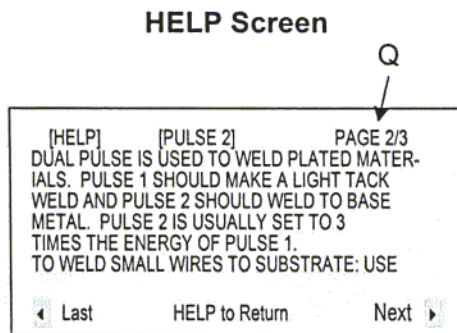 HELP Screen
Q
[HELP] [PULSE 2] PAGE 2/3
DUAL PULSE IS USED TO WELD PLATED MATER-
IALS. PULSE 1 SHOULD MAKE A LIGHT TACK
WELD AND PULSE 2 SHOULD WELD TO BASE
METAL. PULSE 2 IS USUALLY SET TO 3
TIMES THE ENERGY OF PULSE 1.
TO WELD SMALL WIRES TO SUBSTRATE: USE
Last HELP to Return Next